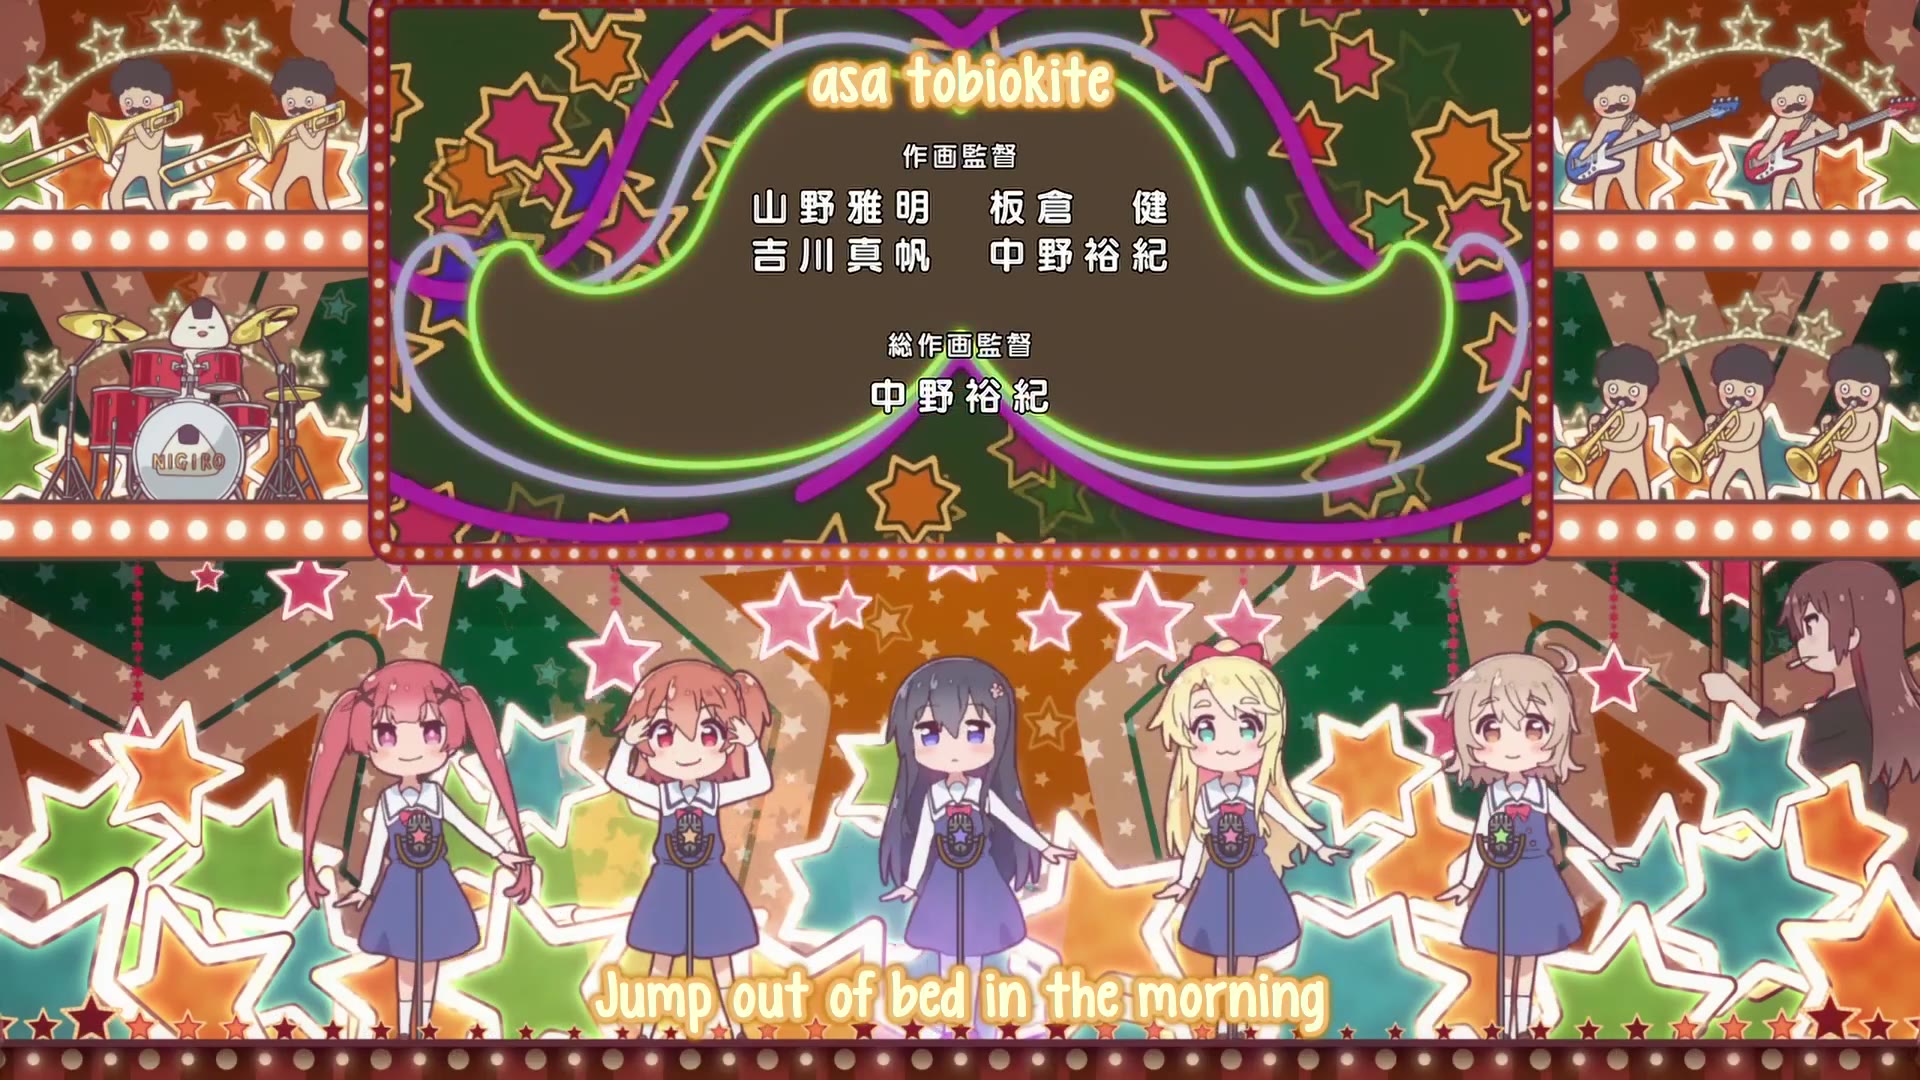 asa tobiokite
作画監督
山野雅明　板倉　健
吉川真帆　中野裕紀
総作画監督
中野裕紀
NIGIRO
Jump out of bed in the morning